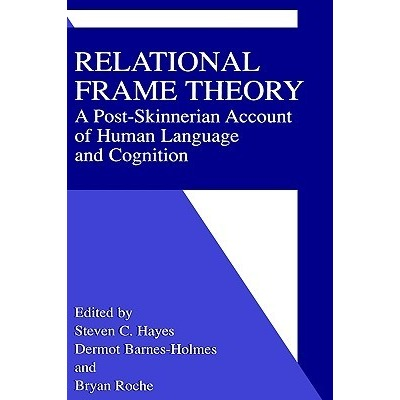 RELATIONAL
FRAME THEORY
A Post-Skinnerian Account
of Human Language
and Cognition
Edited by
Steven C. Hayes
Dermot Barnes-Holmes
and
Bryan Roche